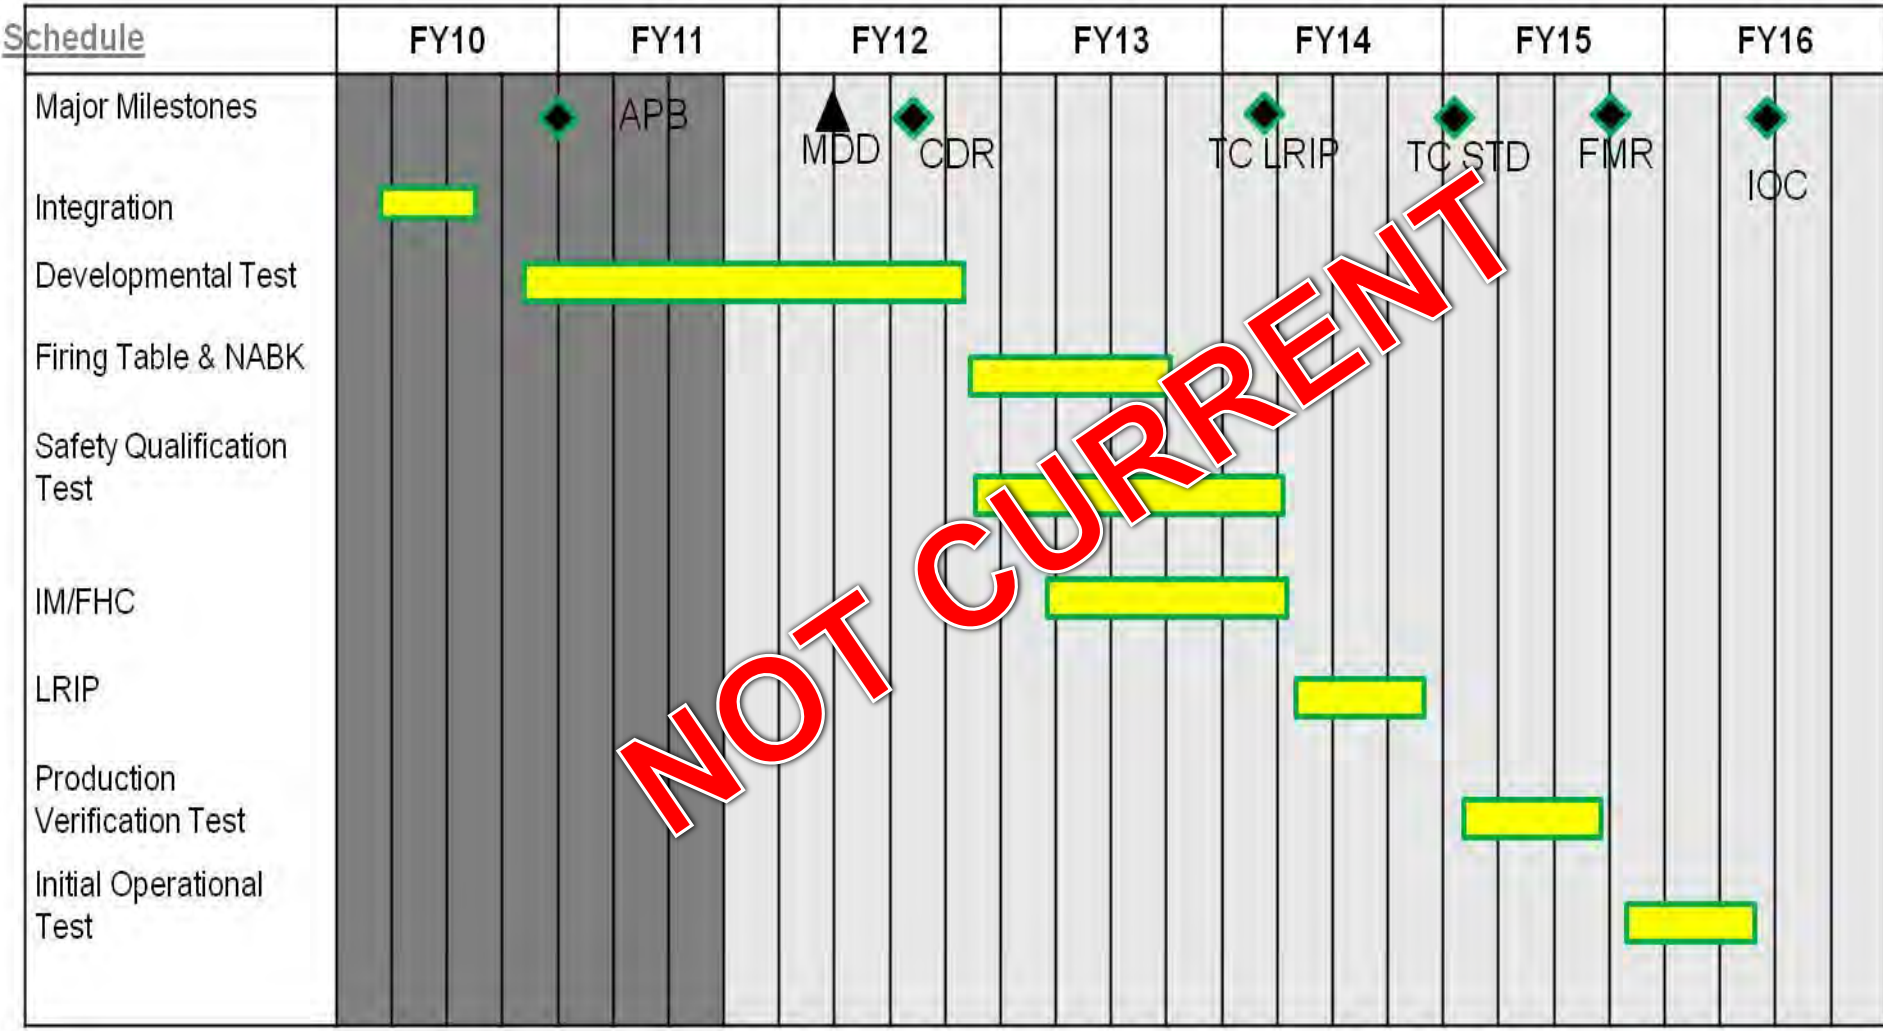 Schedule FY10 FY11 FY12 FY13 FY14 FY15 FY16
Major Milestones
APB
MDD
CDR
TC LRIP
TC STD
FMR
IOC
Integration
Developmental Test
Firing Table & NABK
Safety Qualification
Test
IM/FHC
LRIP
Production
Verification Test
Initial Operational
Test
NOT CURRENT